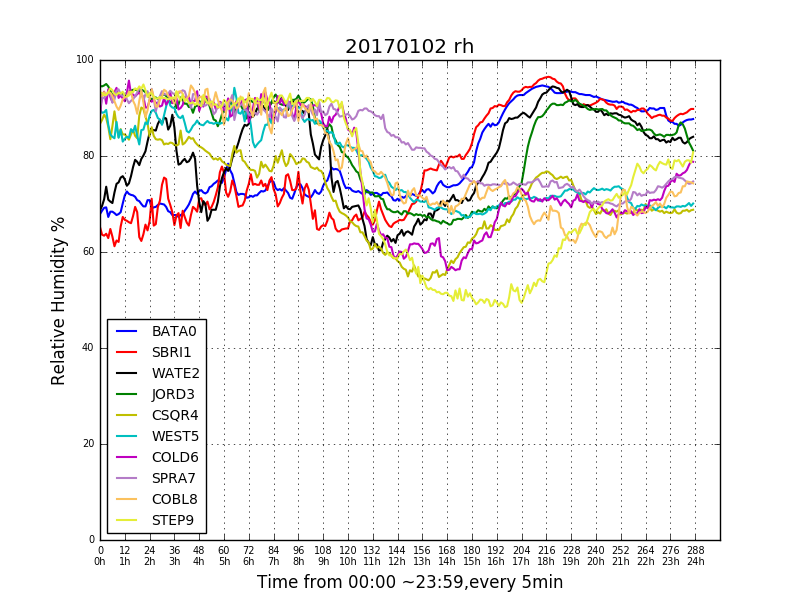 20170102 rh
100
80
60
40
20
0
Relative Humidity %
BATA0
SBRI1
WATE2
JORD3
CSQR4
WEST5
COLD6
SPRA7
COBL8
STEP9
0 12 24 36 48 60 72 84 96 108 120 132 144 156 168 180 192 204 216 228 240 252 264 276 288
0h 1h 2h 3h 4h 5h 6h 7h 8h 9h 10h 11h 12h 13h 14h 15h 16h 17h 18h 19h 20h 21h 22h 23h 24h
Time from 00:00 ~23:59,every 5min